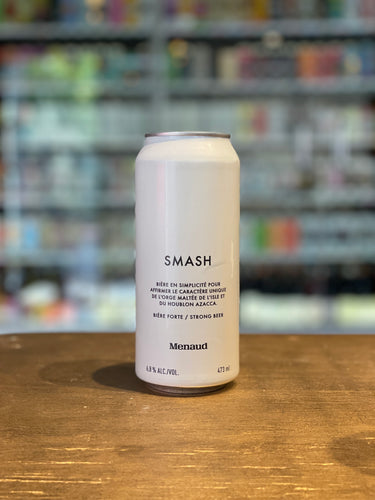 SMASH
BIÈRE EN SIMPLICITÉ POUR
AFFIRMER LE CARACTÈRE UNIQUE
DE L'ORGE MALTÉE DE L'ISLE ET
DU HOUBLON AZACCA.
BIÈRE FORTE / STRONG BEER
Menaud
6.8 % ALC./VOL. 473 ml